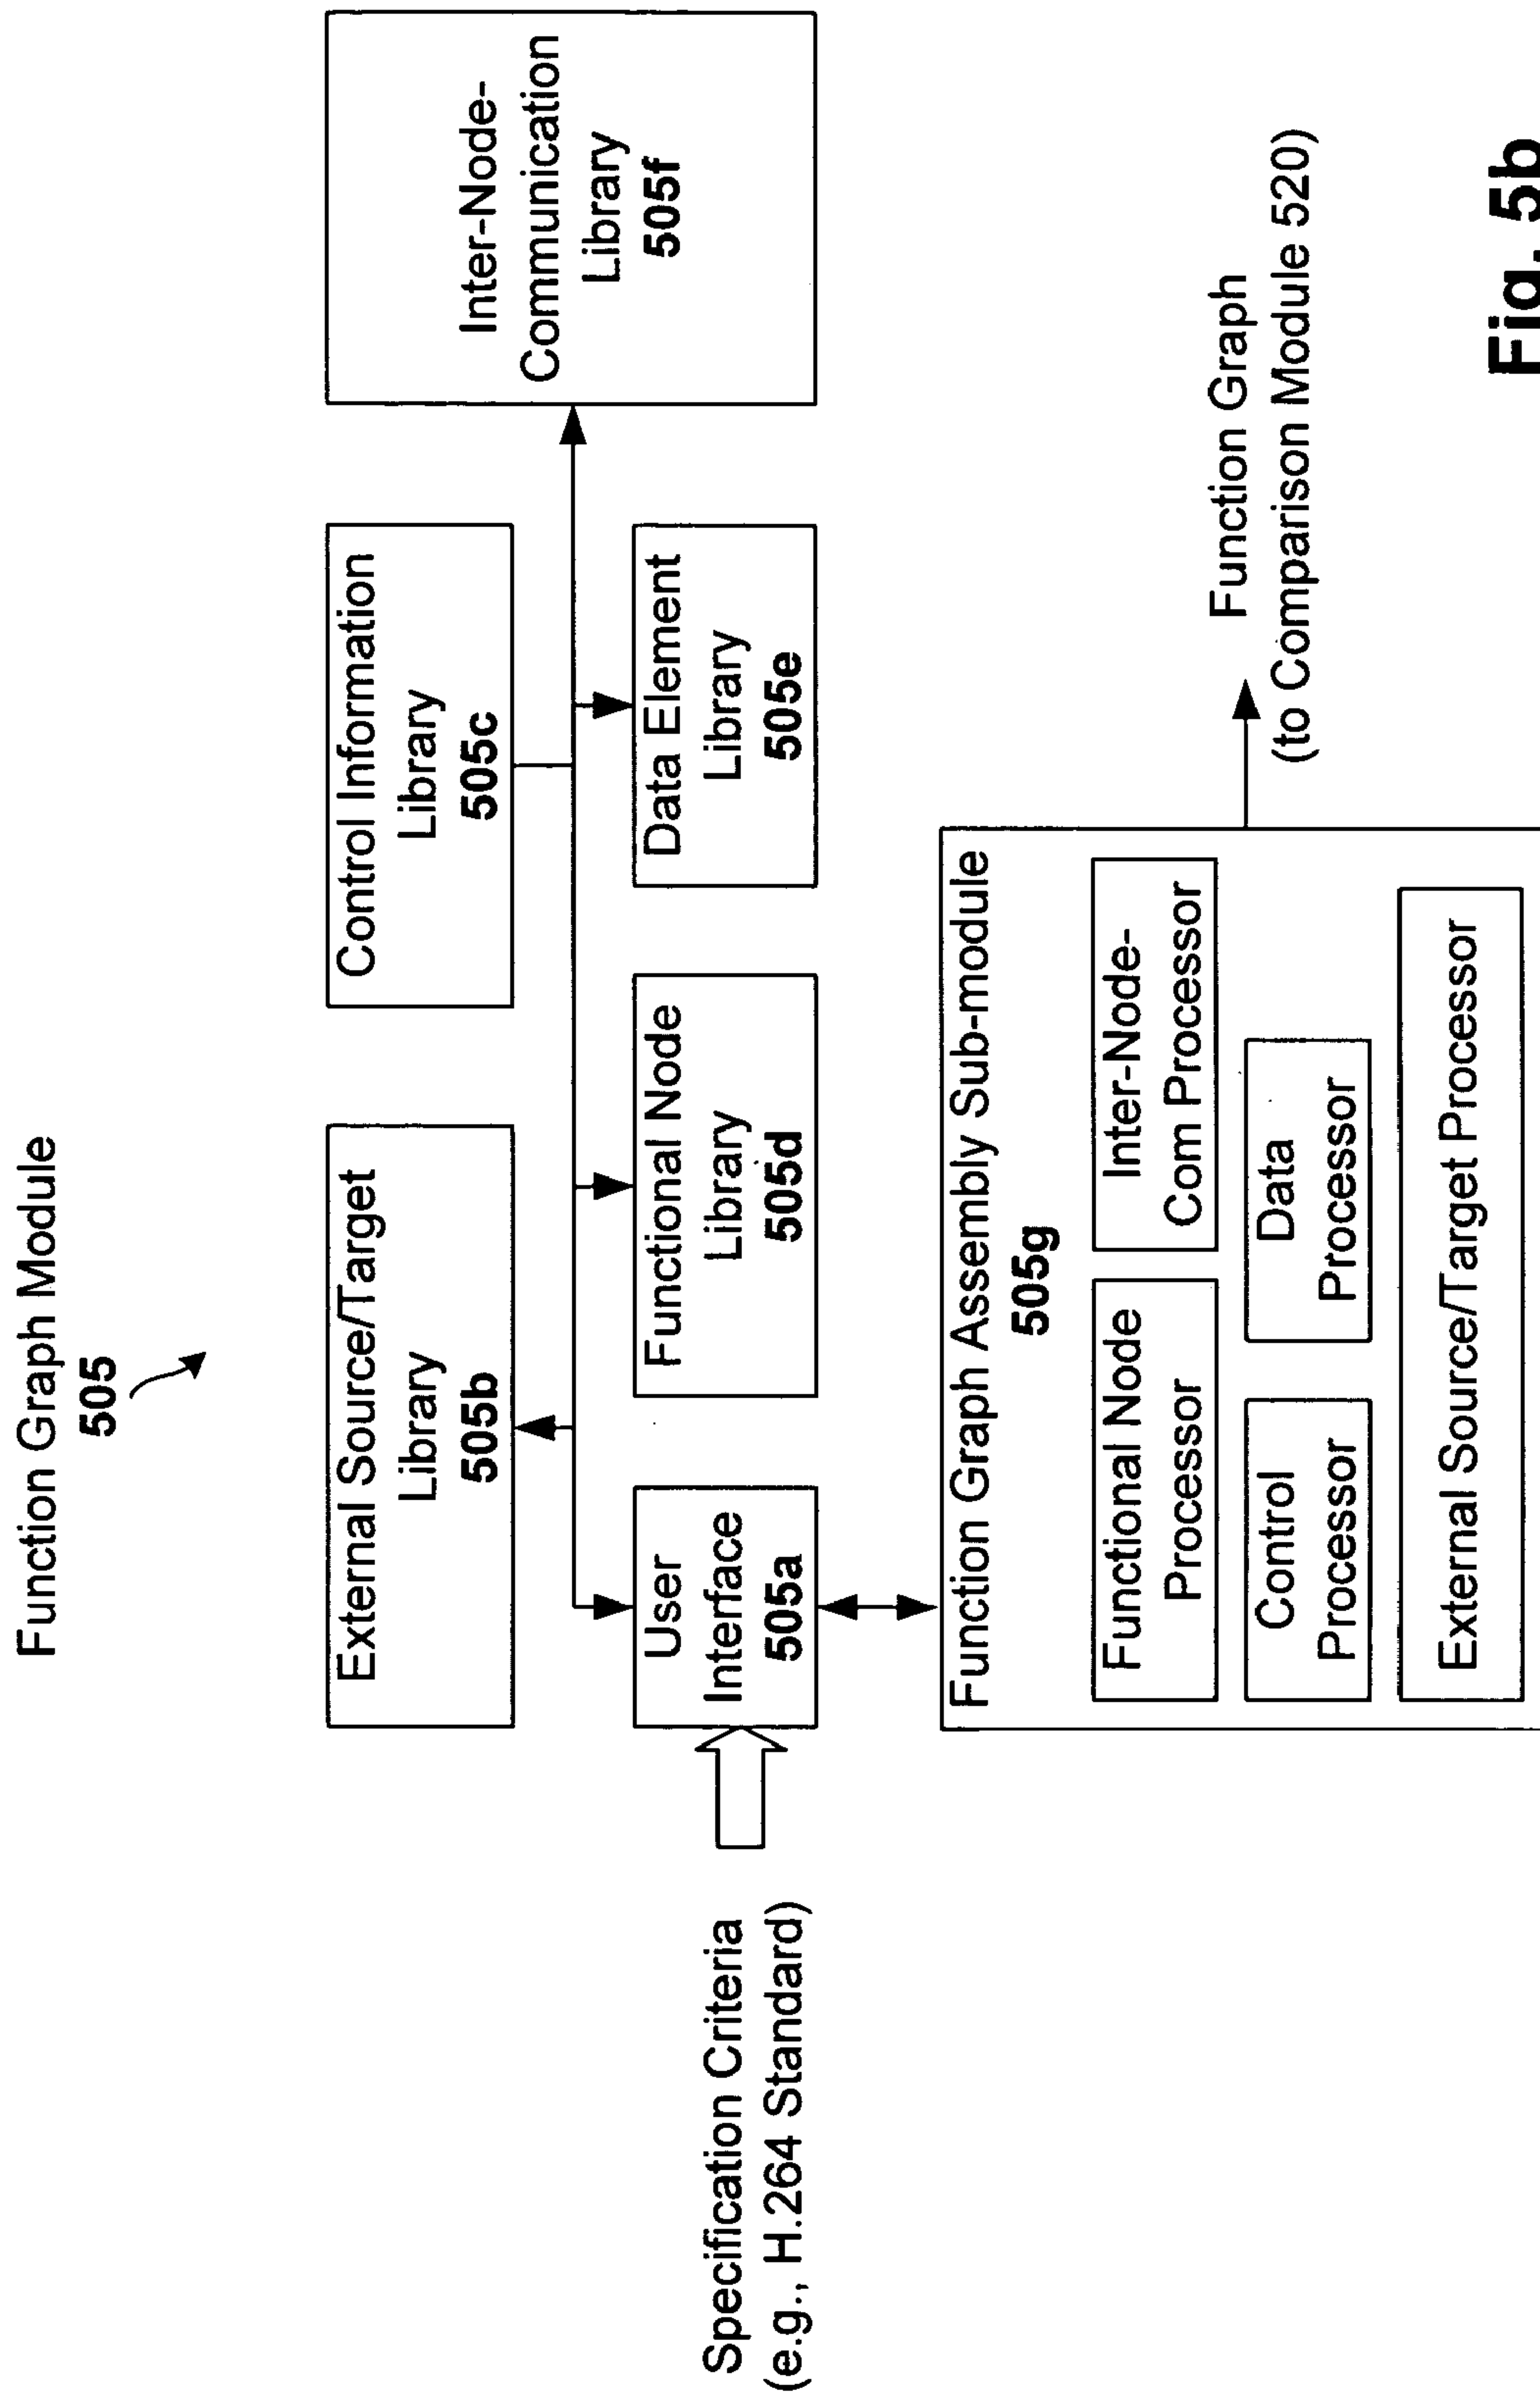 Function Graph Module
505
External Source/Target
Library
505b
Control Information
Library
505c
Inter-Node-
Communication
Library
505f
Specification Criteria
(e.g., H.264 Standard)
User
Interface
505a
Functional Node
Library
505d
Data Element
Library
505e
Function Graph Assembly Sub-module
505g
Functional Node
Processor
Inter-Node-
Com Processor
Control
Processor
Data
Processor
External Source/Target Processor
Function Graph
(to Comparison Module 520)
Fig. 5b